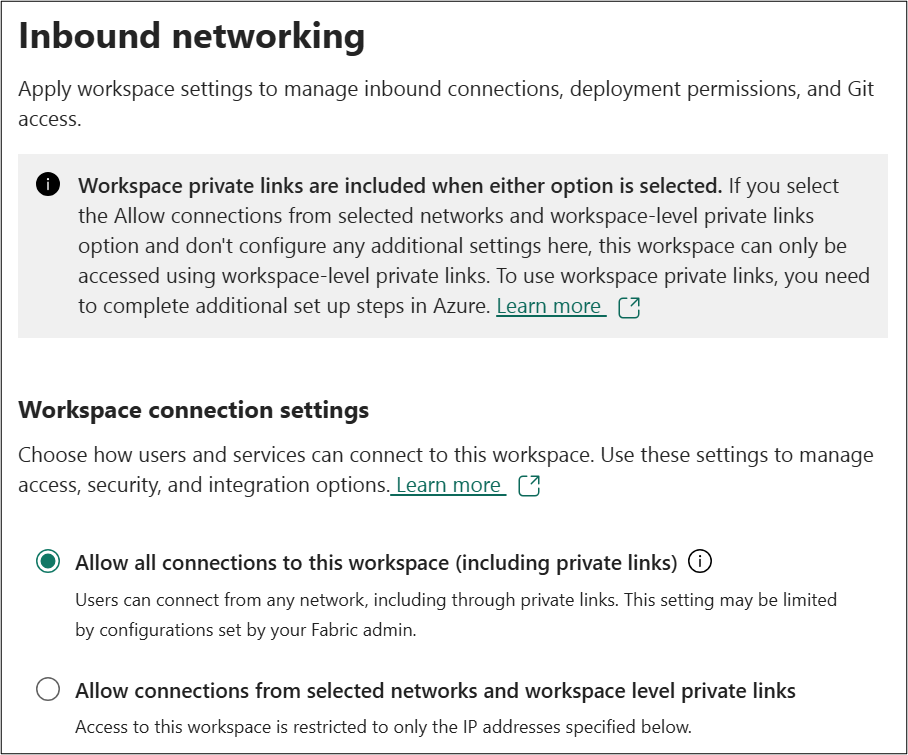 Inbound networking
Apply workspace settings to manage inbound connections, deployment permissions, and Git
access.
Workspace private links are included when either option is selected. If you select
the Allow connections from selected networks and workspace-level private links
option and don't configure any additional settings here, this workspace can only be
accessed using workspace-level private links. To use workspace private links, you need
to complete additional set up steps in Azure. Learn more
Workspace connection settings
Choose how users and services can connect to this workspace. Use these settings to manage
access, security, and integration options. Learn more
Allow all connections to this workspace (including private links)
Users can connect from any network, including through private links. This setting may be limited
by configurations set by your Fabric admin.
Allow connections from selected networks and workspace level private links
Access to this workspace is restricted to only the IP addresses specified below.